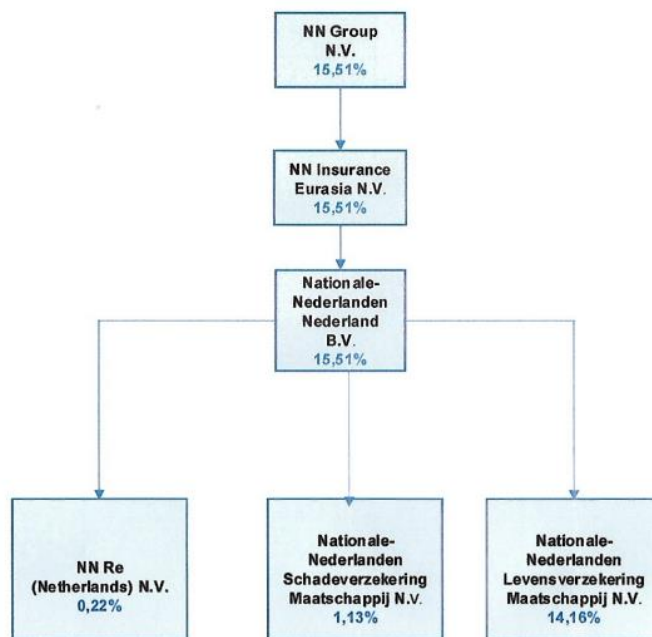 NN Group
N.V.
15,51%
NN Insurance
Eurasia N.V.
15,51%
Nationale-
Nederlanden
Nederland
B.V.
15,51%
NN Re
(Netherlands) N.V.
0,22%
Nationale-
Nederlanden
Schadeverzekering
Maatschappij N.V.
1,13%
Nationale-
Nederlanden
Levensverzekering
Maatschappij N.V.
14,16%